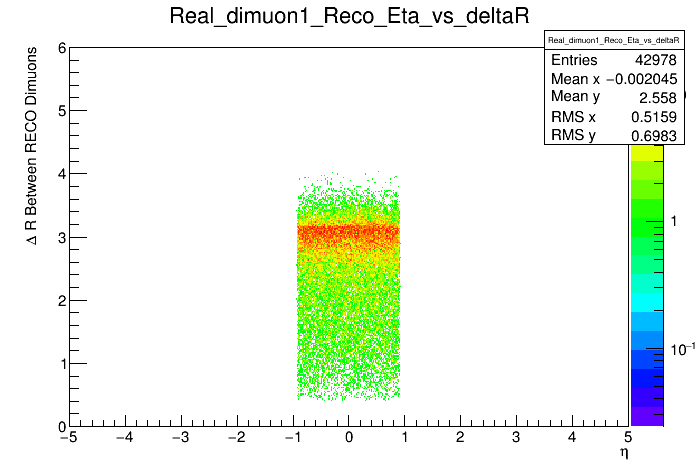 Real_dimuon1_Reco_Eta_vs_deltaR
Real_dimuon1_Reco_Eta_vs_deltaR
Entries 42978
Mean x −0.002045
Mean y 2.558
RMS x 0.5159
RMS y 0.6983
Δ R Between RECO Dimuons
6
5
4
3
2
1
0
−5 −4 −3 −2 −1 0 1 2 3 4 5
η
1
10⁻¹